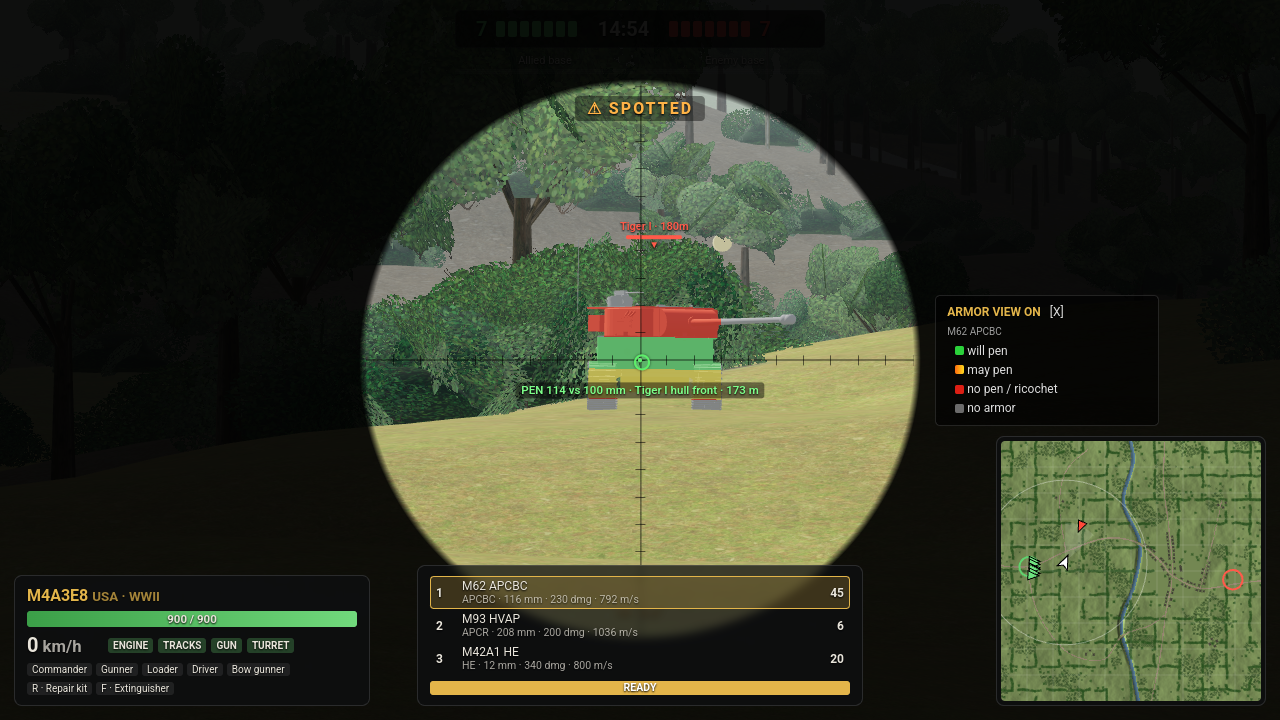 7 14:54 7
Allied base Enemy base
⚠ SPOTTED
Tiger I · 180m
ARMOR VIEW ON [X]
M62 APCBC
will pen
may pen
no pen / ricochet
no armor
PEN 114 vs 100 mm · Tiger I hull front · 173 m
M4A3E8 USA · WWII
900 / 900
0 km/h ENGINE TRACKS GUN TURRET
Commander Gunner Loader Driver Bow gunner
R · Repair kit F · Extinguisher
1 M62 APCBC 45
APCBC · 116 mm · 230 dmg · 792 m/s
2 M93 HVAP 6
APCR · 208 mm · 200 dmg · 1036 m/s
3 M42A1 HE 20
HE · 12 mm · 340 dmg · 800 m/s
READY